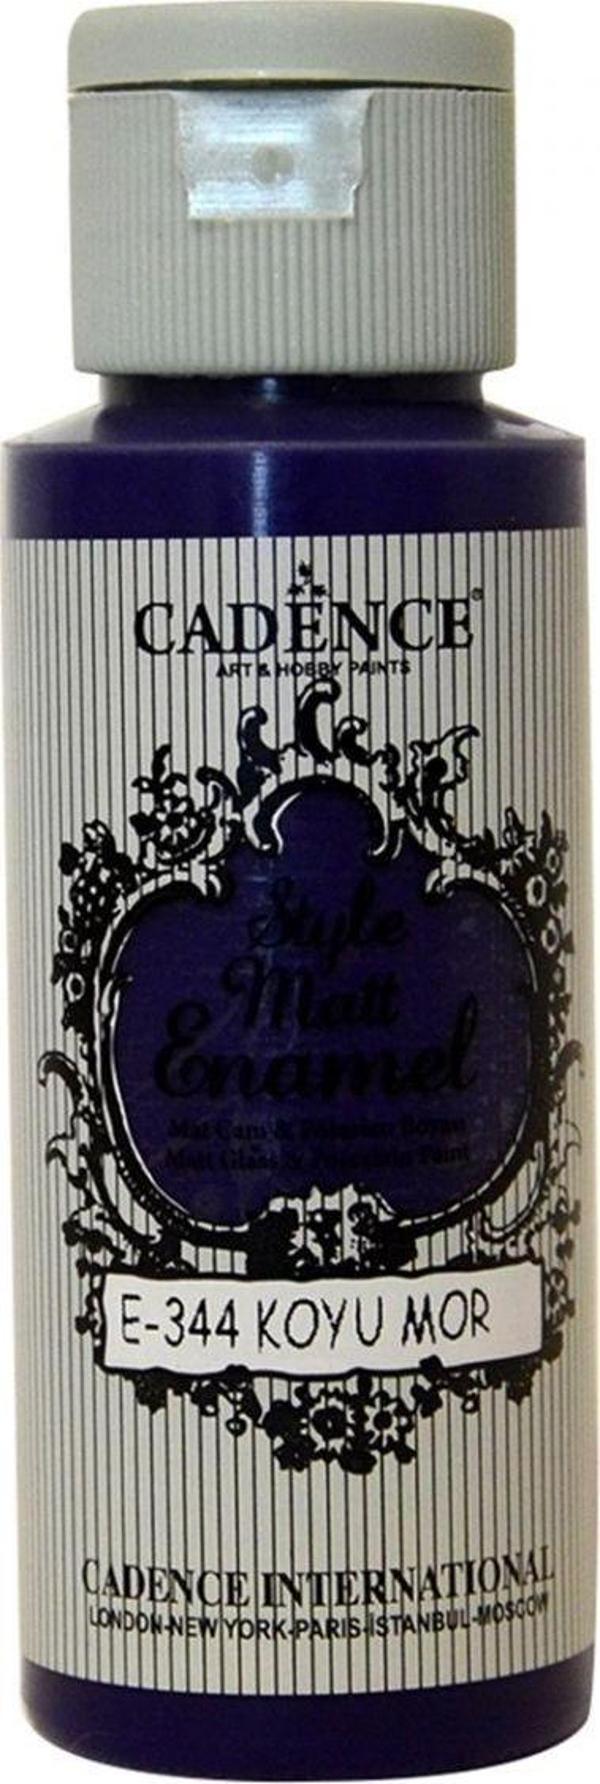 CADENCE®
ART & HOBBY PAINTS
Style
Matt
Enamel
Mat Cam & Porselen Boyası
Matt Glass & Porcelain Paint
E-344 KOYU MOR
CADENCE INTERNATIONAL
LONDON-NEW YORK-PARIS-İSTANBUL-MOSCOW